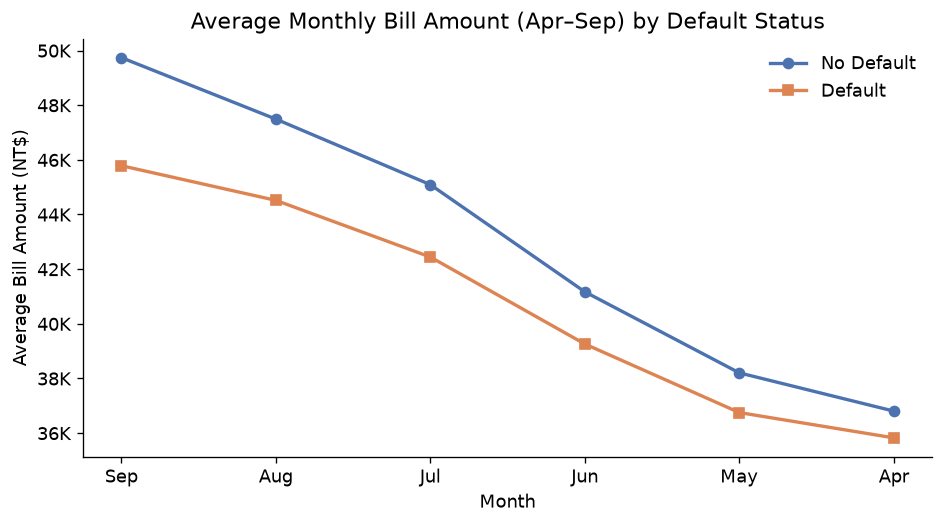 Average Monthly Bill Amount (Apr–Sep) by Default Status
No Default
Default
Average Bill Amount (NT$)
50K
48K
46K
44K
42K
40K
38K
36K
Sep Aug Jul Jun May Apr
Month